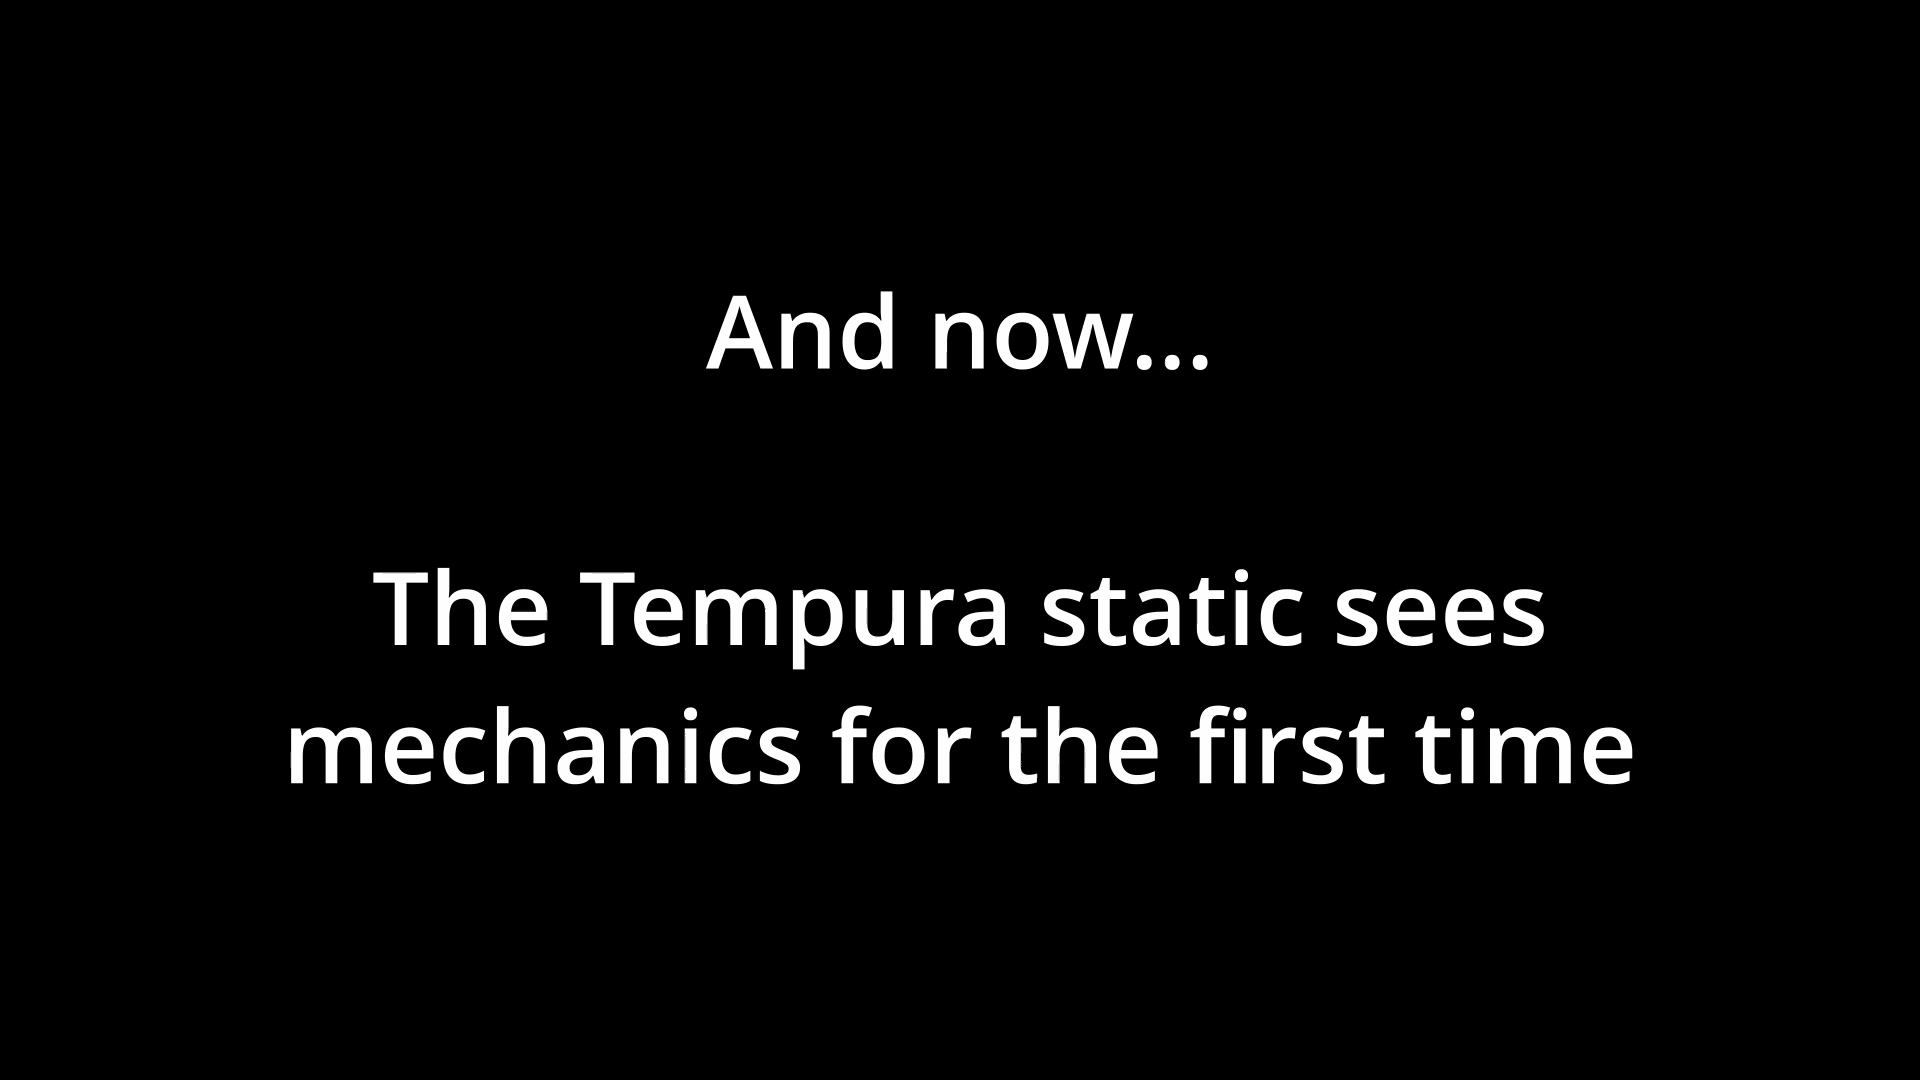 And now...
The Tempura static sees
mechanics for the first time